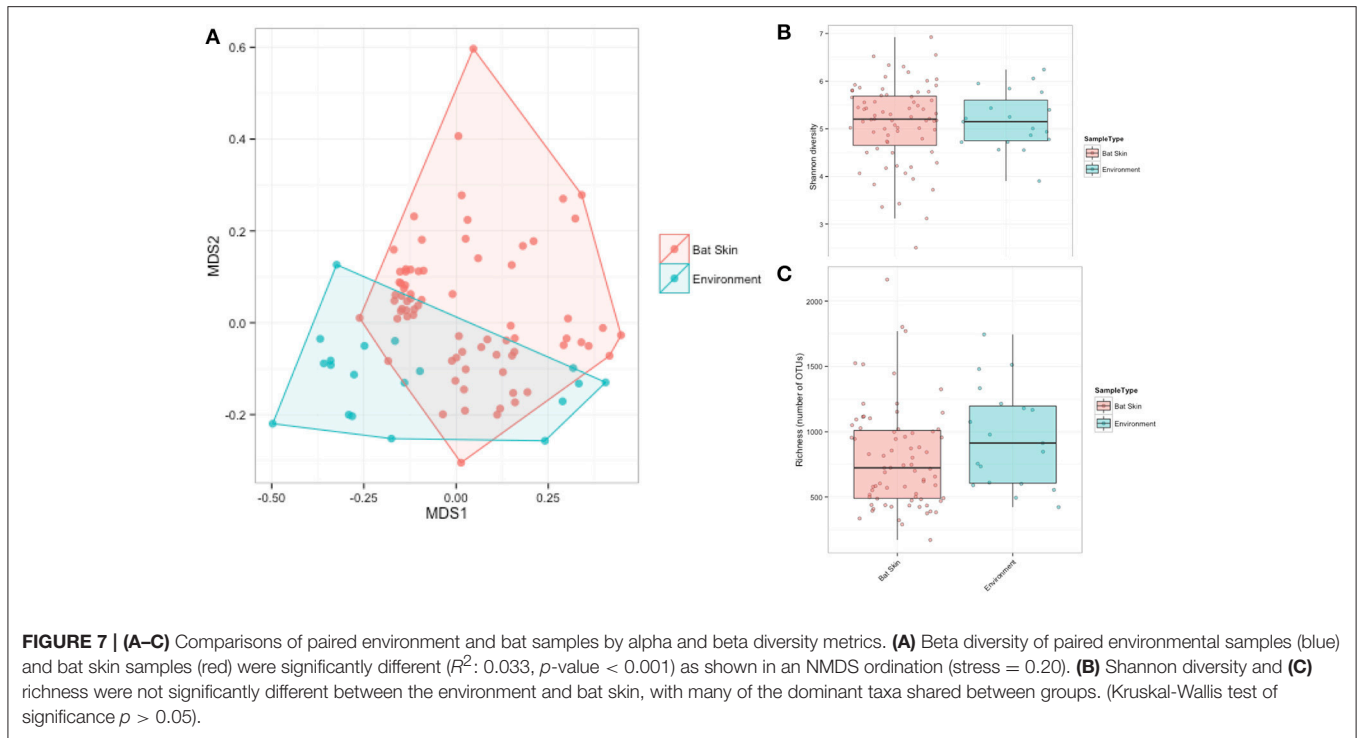 A
0.6
0.4
0.2
0.0
-0.2
MDS2
-0.50
-0.25
0.00
0.25
MDS1
Bat Skin
Environment
B
7
6
5
4
3
Shannon diversity
SampleType
Bat Skin
Environment
C
2000
1500
1000
500
Richness (number of OTUs)
SampleType
Bat Skin
Environment
Bat Skin
Environment
FIGURE 7 | (A–C) Comparisons of paired environment and bat samples by alpha and beta diversity metrics. (A) Beta diversity of paired environmental samples (blue)
and bat skin samples (red) were significantly different (R²: 0.033, p-value < 0.001) as shown in an NMDS ordination (stress = 0.20). (B) Shannon diversity and (C)
richness were not significantly different between the environment and bat skin, with many of the dominant taxa shared between groups. (Kruskal-Wallis test of
significance p > 0.05).